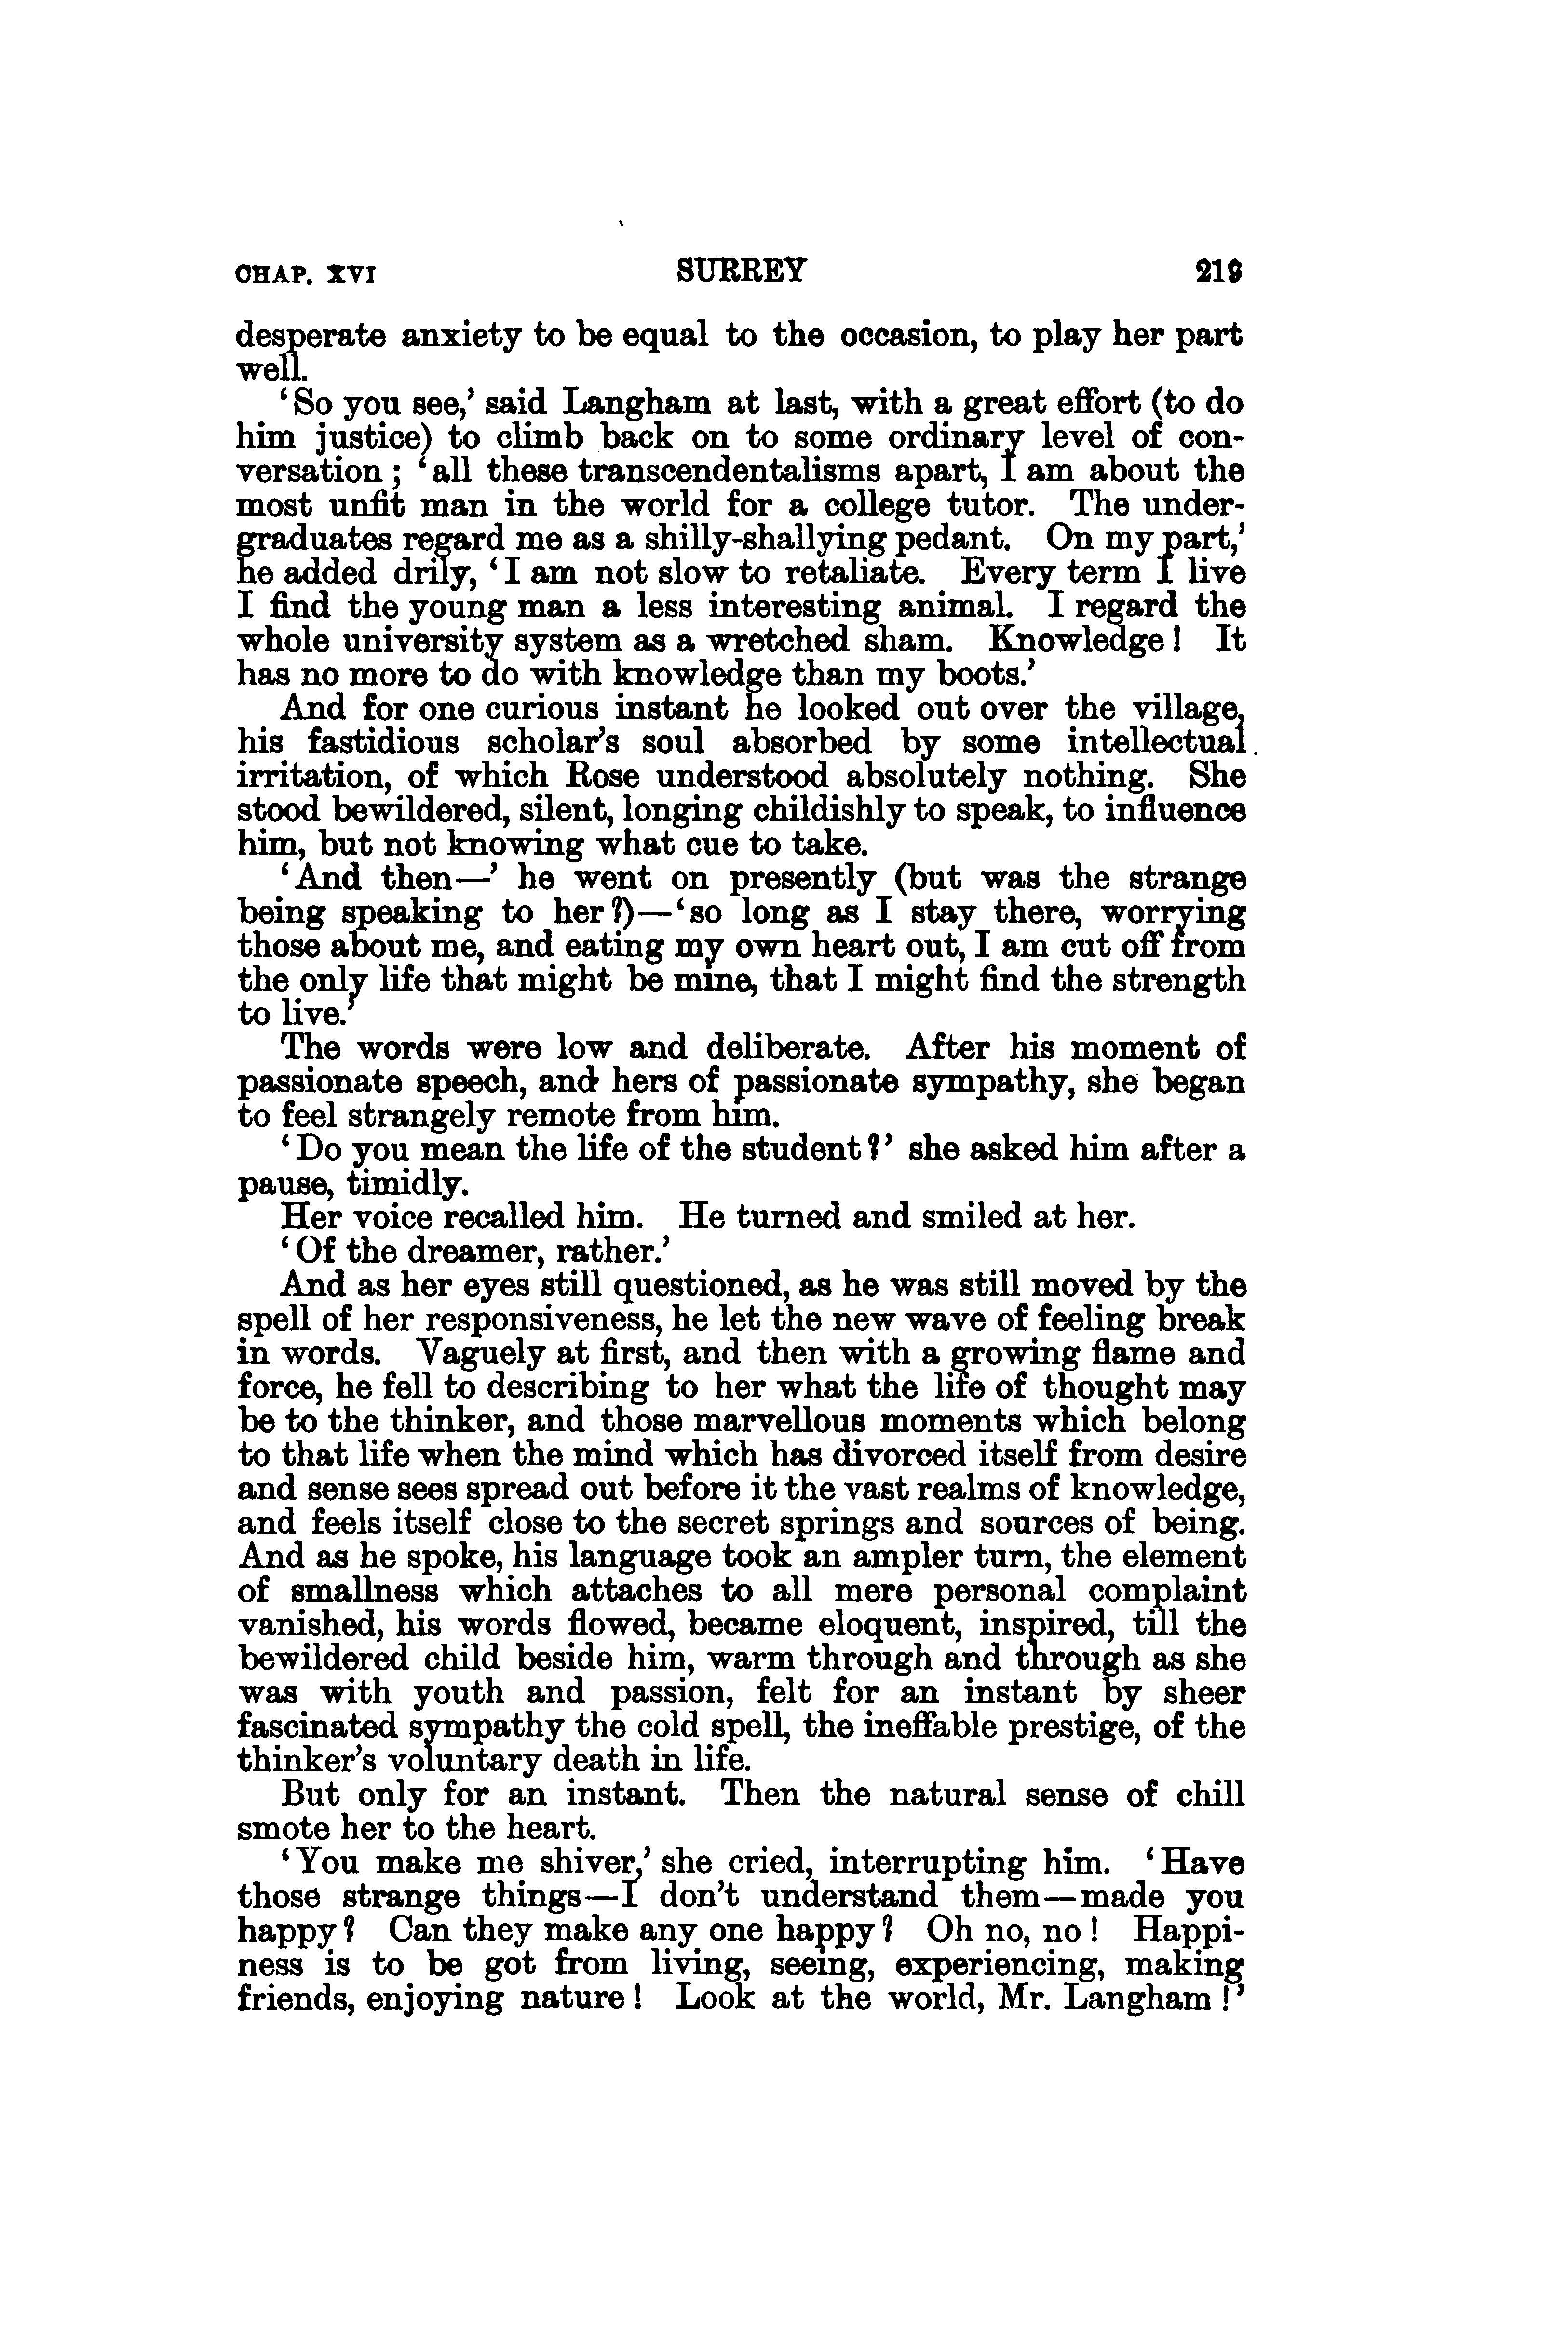 CHAP. XVI SURREY 219
desperate anxiety to be equal to the occasion, to play her part
well.
‘So you see,’ said Langham at last, with a great effort (to do
him justice) to climb back on to some ordinary level of con-
versation; ‘all these transcendentalisms apart, I am about the
most unfit man in the world for a college tutor. The under-
graduates regard me as a shilly-shallying pedant. On my part,’
he added drily, ‘I am not slow to retaliate. Every term I live
I find the young man a less interesting animal. I regard the
whole university system as a wretched sham. Knowledge! It
has no more to do with knowledge than my boots.’
And for one curious instant he looked out over the village,
his fastidious scholar’s soul absorbed by some intellectual
irritation, of which Rose understood absolutely nothing. She
stood bewildered, silent, longing childishly to speak, to influence
him, but not knowing what cue to take.
‘And then—’ he went on presently (but was the strange
being speaking to her?)—‘so long as I stay there, worrying
those about me, and eating my own heart out, I am cut off from
the only life that might be mine, that I might find the strength
to live.’
The words were low and deliberate. After his moment of
passionate speech, and hers of passionate sympathy, she began
to feel strangely remote from him.
‘Do you mean the life of the student?’ she asked him after a
pause, timidly.
Her voice recalled him. He turned and smiled at her.
‘Of the dreamer, rather.’
And as her eyes still questioned, as he was still moved by the
spell of her responsiveness, he let the new wave of feeling break
in words. Vaguely at first, and then with a growing flame and
force, he fell to describing to her what the life of thought may
be to the thinker, and those marvellous moments which belong
to that life when the mind which has divorced itself from desire
and sense sees spread out before it the vast realms of knowledge,
and feels itself close to the secret springs and sources of being.
And as he spoke, his language took an ampler turn, the element
of smallness which attaches to all mere personal complaint
vanished, his words flowed, became eloquent, inspired, till the
bewildered child beside him, warm through and through as she
was with youth and passion, felt for an instant by sheer
fascinated sympathy the cold spell, the ineffable prestige, of the
thinker’s voluntary death in life.
But only for an instant. Then the natural sense of chill
smote her to the heart.
‘You make me shiver,’ she cried, interrupting him. ‘Have
those strange things—I don’t understand them—made you
happy? Can they make any one happy? Oh no, no! Happi-
ness is to be got from living, seeing, experiencing, making
friends, enjoying nature! Look at the world, Mr. Langham!’